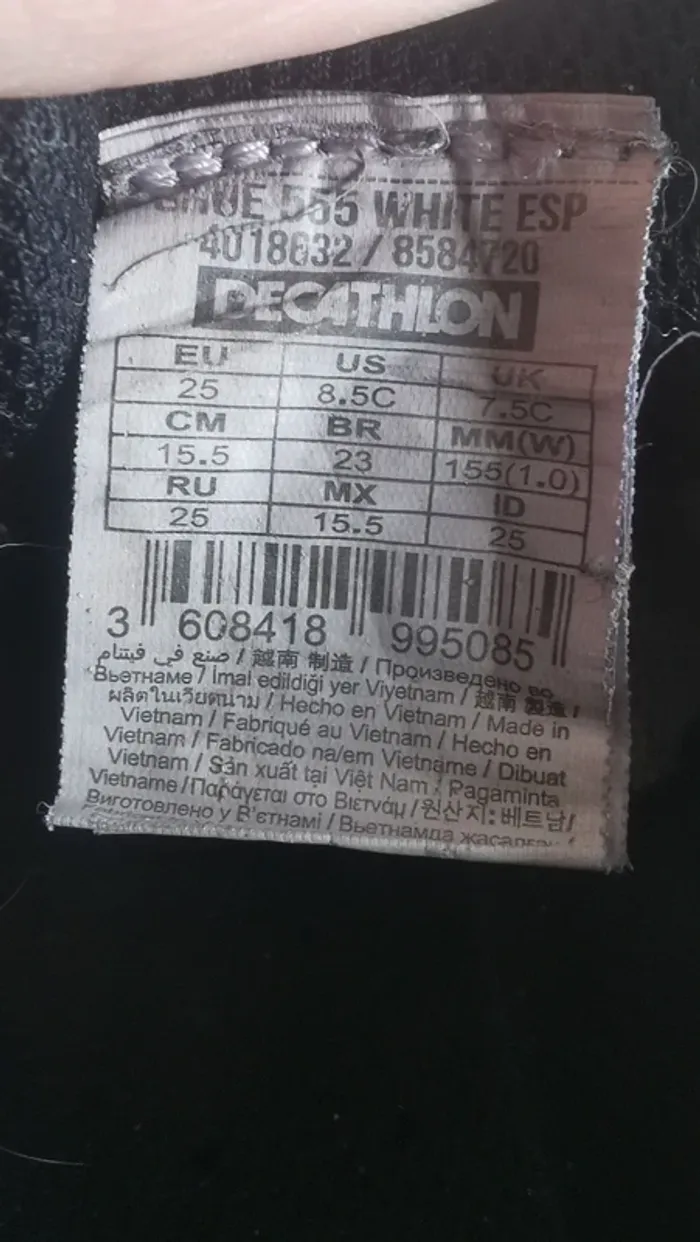 555 WHITE ESP
4018632 / 8584720
DECATHLON
EU US UK
25 8.5C 7.5C
CM BR MM(W)
15.5 23 155(1.0)
RU MX ID
25 15.5 25
3 608418 995085
صنع في فيتنام / 越南 制造 / Произведено во
Вьетнаме / Imal edildiği yer Viyetnam / 越南 製造 /
ผลิตในเวียดนาม / Hecho en Vietnam / Made in
Vietnam / Fabriqué au Vietnam / Hecho en
Vietnam / Fabricado na/em Vietname / Dibuat
Vietnam / Sản xuất tại Việt Nam / Pagaminta
Vietname / Παράγεται στο Βιετνάμ / 원산지: 베트남/
Виготовлено у В'єтнамі / Вьетнамда жасалған /